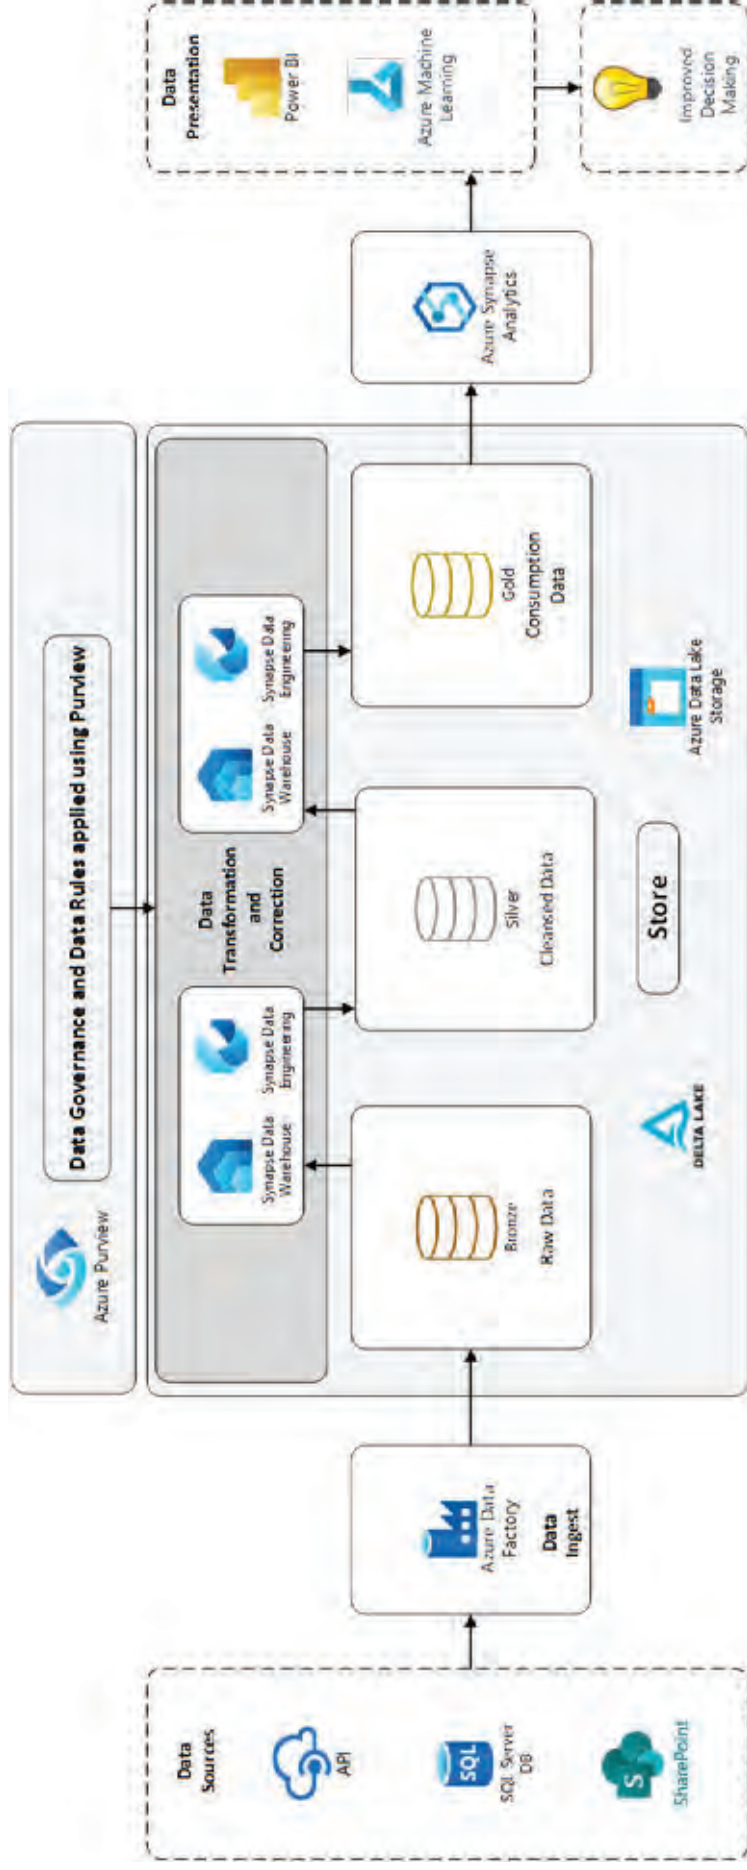 Azure Purview
Data Governance and Data Rules applied using Purview
Data
Sources
API
SQL
SQL Server
DB
S
SharePoint
Azure Data
Factory
Data
Ingest
Synapse Data
Warehouse
Synapse Data
Engineering
Data
Transformation
and
Correction
Synapse Data
Warehouse
Synapse Data
Engineering
Bronze
Raw Data
Silver
Cleansed Data
Gold
Consumption
Data
DELTA LAKE
Store
Azure Data Lake
Storage
Azure Synapse
Analytics
Data
Presentation
Power BI
Azure Machine
Learning
Improved
Decision
Making